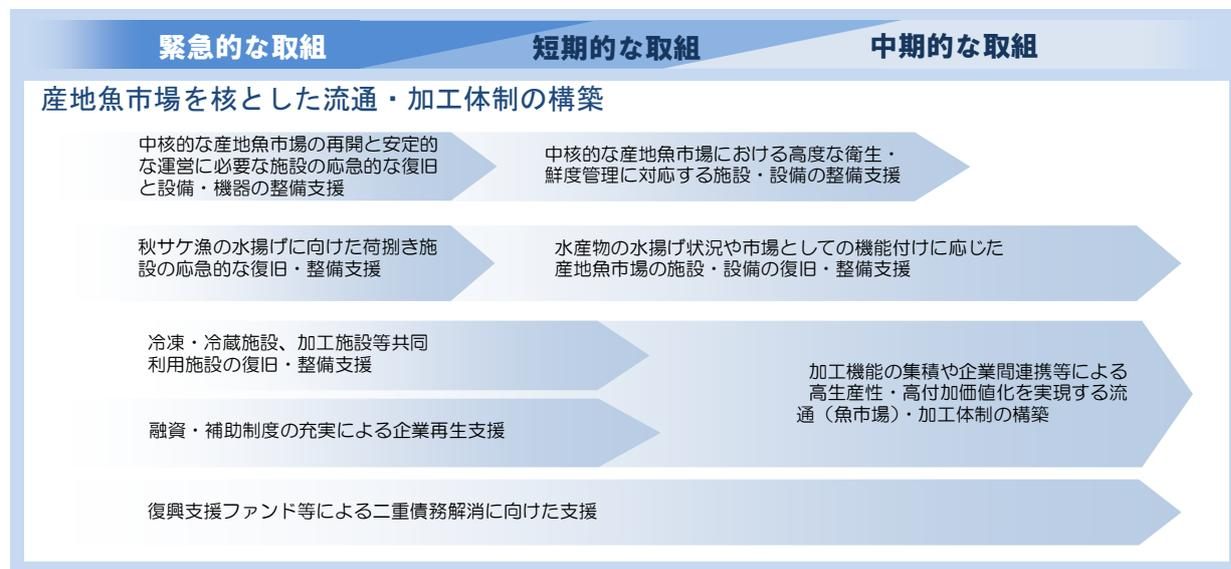 緊急的な取組
短期的な取組
中期的な取組
産地魚市場を核とした流通・加工体制の構築
中核的な産地魚市場の再開と安定的
な運営に必要な施設の応急的な復旧
と設備・機器の整備支援
中核的な産地魚市場における高度な衛生・
鮮度管理に対応する施設・設備の整備支援
秋サケ漁の水揚げに向けた荷捌き施
設の応急的な復旧・整備支援
水産物の水揚げ状況や市場としての機能付けに応じた
産地魚市場の施設・設備の復旧・整備支援
冷凍・冷蔵施設、加工施設等共同
利用施設の復旧・整備支援
融資・補助制度の充実による企業再生支援
加工機能の集積や企業間連携等による
高生産性・高付加価値化を実現する流
通（魚市場）・加工体制の構築
復興支援ファンド等による二重債務解消に向けた支援